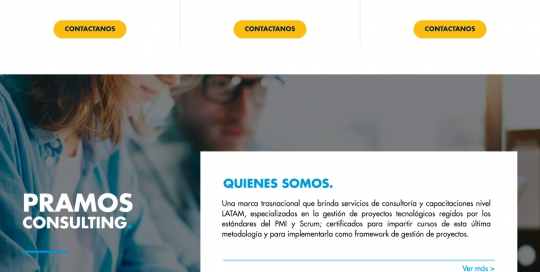 CONTACTANOS CONTACTANOS CONTACTANOS
PRAMOS
CONSULTING.
QUIENES SOMOS.
Una marca trasnacional que brinda servicios de consultoría y capacitaciones nivel
LATAM, especializados en la gestión de proyectos tecnológicos regidos por los
estándares del PMI y Scrum; certificados para impartir cursos de esta última
metodología y para implementarla como framework de gestión de proyectos.
Ver más >